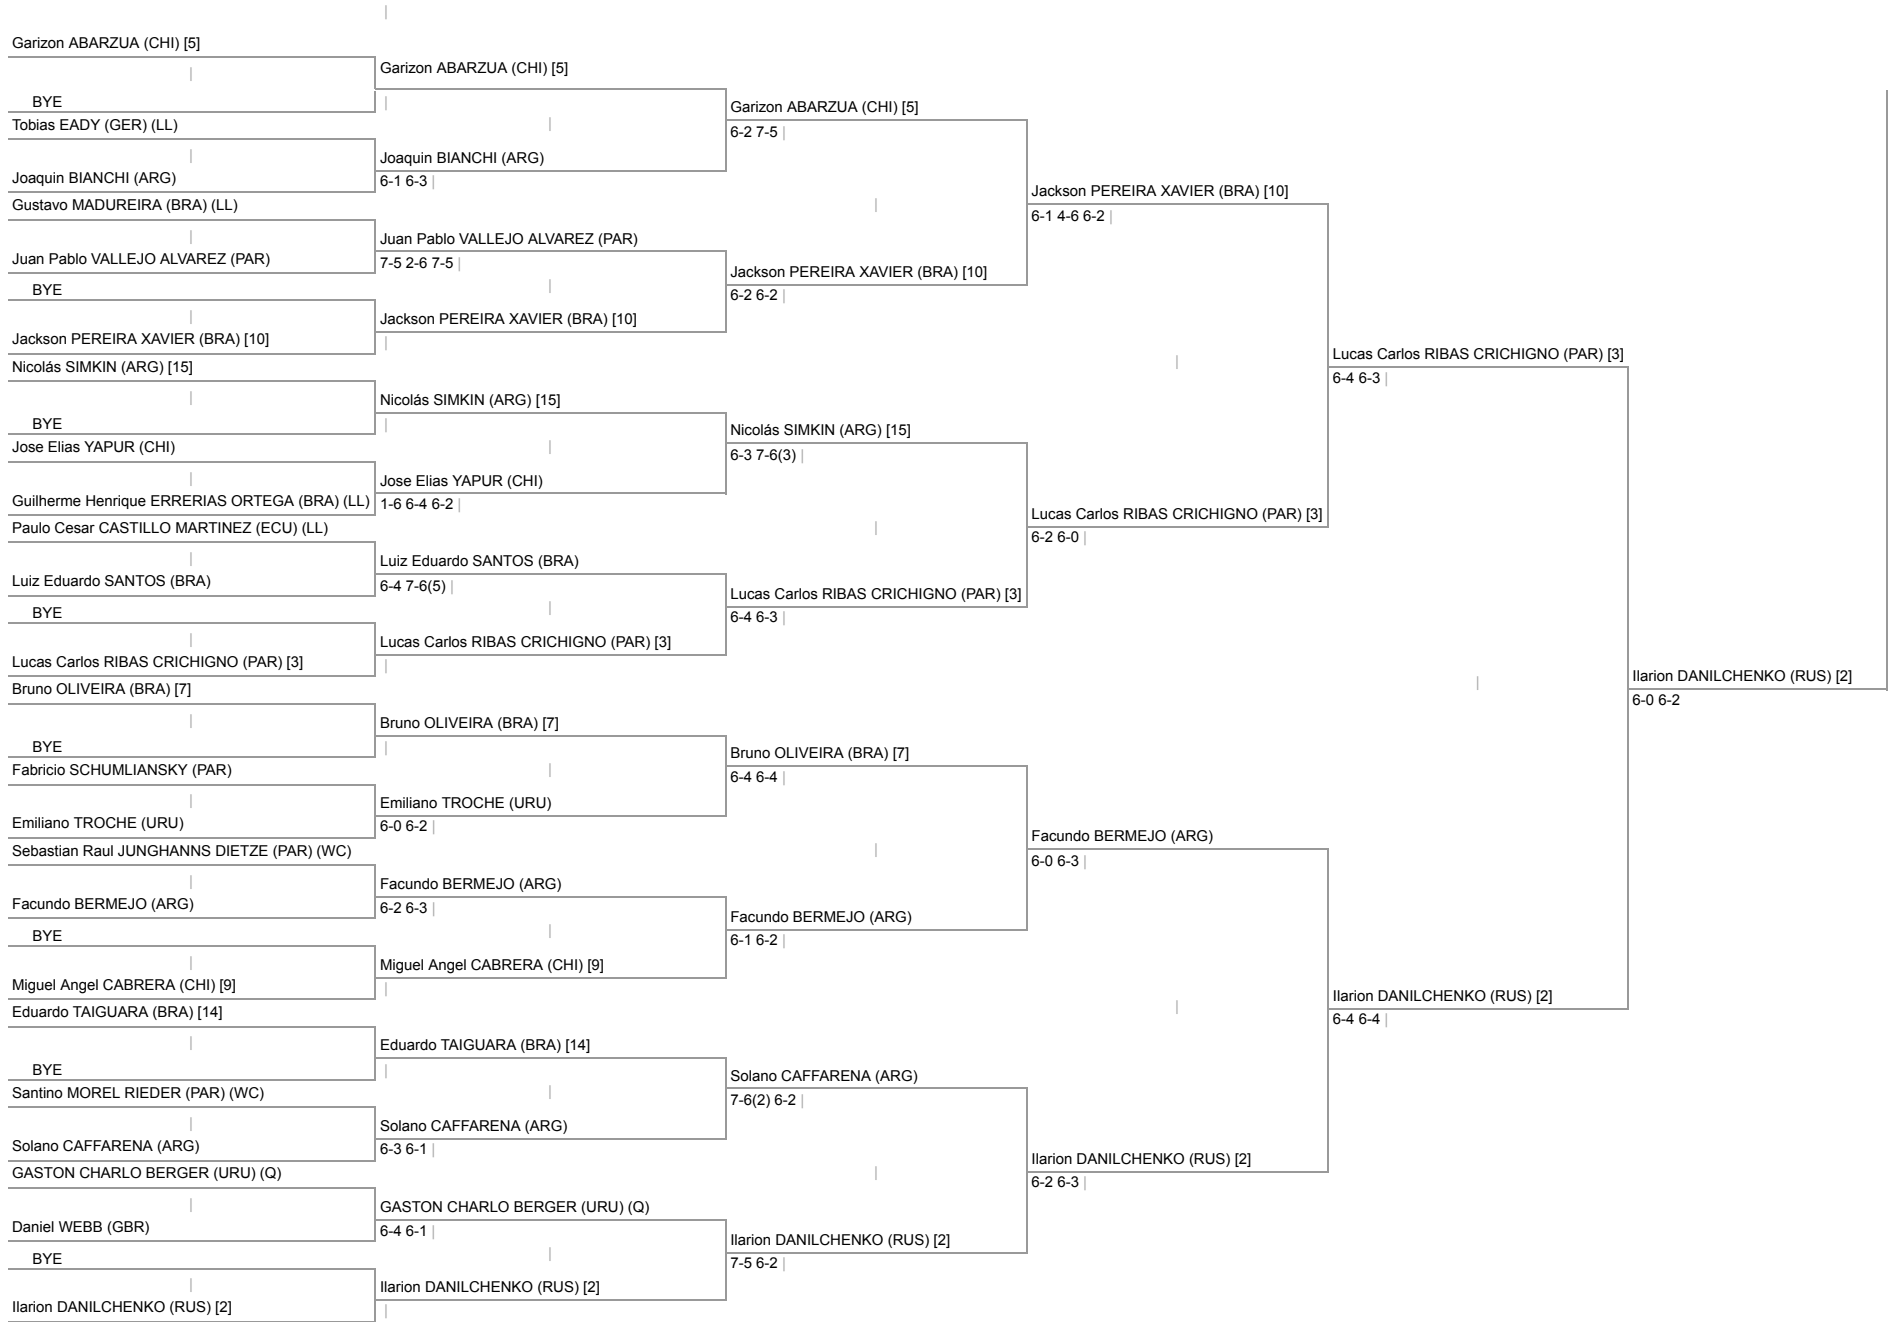 Garizon ABARZUA (CHI) [5]
BYE
Tobias EADY (GER) (LL)
Joaquin BIANCHI (ARG)
Gustavo MADUREIRA (BRA) (LL)
Juan Pablo VALLEJO ALVAREZ (PAR)
BYE
Jackson PEREIRA XAVIER (BRA) [10]
Nicolás SIMKIN (ARG) [15]
BYE
Jose Elias YAPUR (CHI)
Guilherme Henrique ERRERIAS ORTEGA (BRA) (LL)
Paulo Cesar CASTILLO MARTINEZ (ECU) (LL)
Luiz Eduardo SANTOS (BRA)
BYE
Lucas Carlos RIBAS CRICHIGNO (PAR) [3]
Bruno OLIVEIRA (BRA) [7]
BYE
Fabricio SCHUMLIANSKY (PAR)
Emiliano TROCHE (URU)
Sebastian Raul JUNGHANNS DIETZE (PAR) (WC)
Facundo BERMEJO (ARG)
BYE
Miguel Angel CABRERA (CHI) [9]
Eduardo TAIGUARA (BRA) [14]
BYE
Santino MOREL RIEDER (PAR) (WC)
Solano CAFFARENA (ARG)
GASTON CHARLO BERGER (URU) (Q)
Daniel WEBB (GBR)
BYE
Ilarion DANILCHENKO (RUS) [2]
Garizon ABARZUA (CHI) [5]
Joaquin BIANCHI (ARG)
6-1 6-3
Juan Pablo VALLEJO ALVAREZ (PAR)
7-5 2-6 7-5
Jackson PEREIRA XAVIER (BRA) [10]
Nicolás SIMKIN (ARG) [15]
Jose Elias YAPUR (CHI)
1-6 6-4 6-2
Luiz Eduardo SANTOS (BRA)
6-4 7-6(5)
Lucas Carlos RIBAS CRICHIGNO (PAR) [3]
Bruno OLIVEIRA (BRA) [7]
Emiliano TROCHE (URU)
6-0 6-2
Facundo BERMEJO (ARG)
6-2 6-3
Miguel Angel CABRERA (CHI) [9]
Eduardo TAIGUARA (BRA) [14]
Solano CAFFARENA (ARG)
6-3 6-1
GASTON CHARLO BERGER (URU) (Q)
6-4 6-1
Ilarion DANILCHENKO (RUS) [2]
Garizon ABARZUA (CHI) [5]
6-2 7-5
Jackson PEREIRA XAVIER (BRA) [10]
6-2 6-2
Nicolás SIMKIN (ARG) [15]
6-3 7-6(3)
Lucas Carlos RIBAS CRICHIGNO (PAR) [3]
6-4 6-3
Bruno OLIVEIRA (BRA) [7]
6-4 6-4
Facundo BERMEJO (ARG)
6-1 6-2
Solano CAFFARENA (ARG)
7-6(2) 6-2
Ilarion DANILCHENKO (RUS) [2]
7-5 6-2
Jackson PEREIRA XAVIER (BRA) [10]
6-1 4-6 6-2
Lucas Carlos RIBAS CRICHIGNO (PAR) [3]
6-2 6-0
Facundo BERMEJO (ARG)
6-0 6-3
Ilarion DANILCHENKO (RUS) [2]
6-2 6-3
Lucas Carlos RIBAS CRICHIGNO (PAR) [3]
6-4 6-3
Ilarion DANILCHENKO (RUS) [2]
6-4 6-4
Ilarion DANILCHENKO (RUS) [2]
6-0 6-2